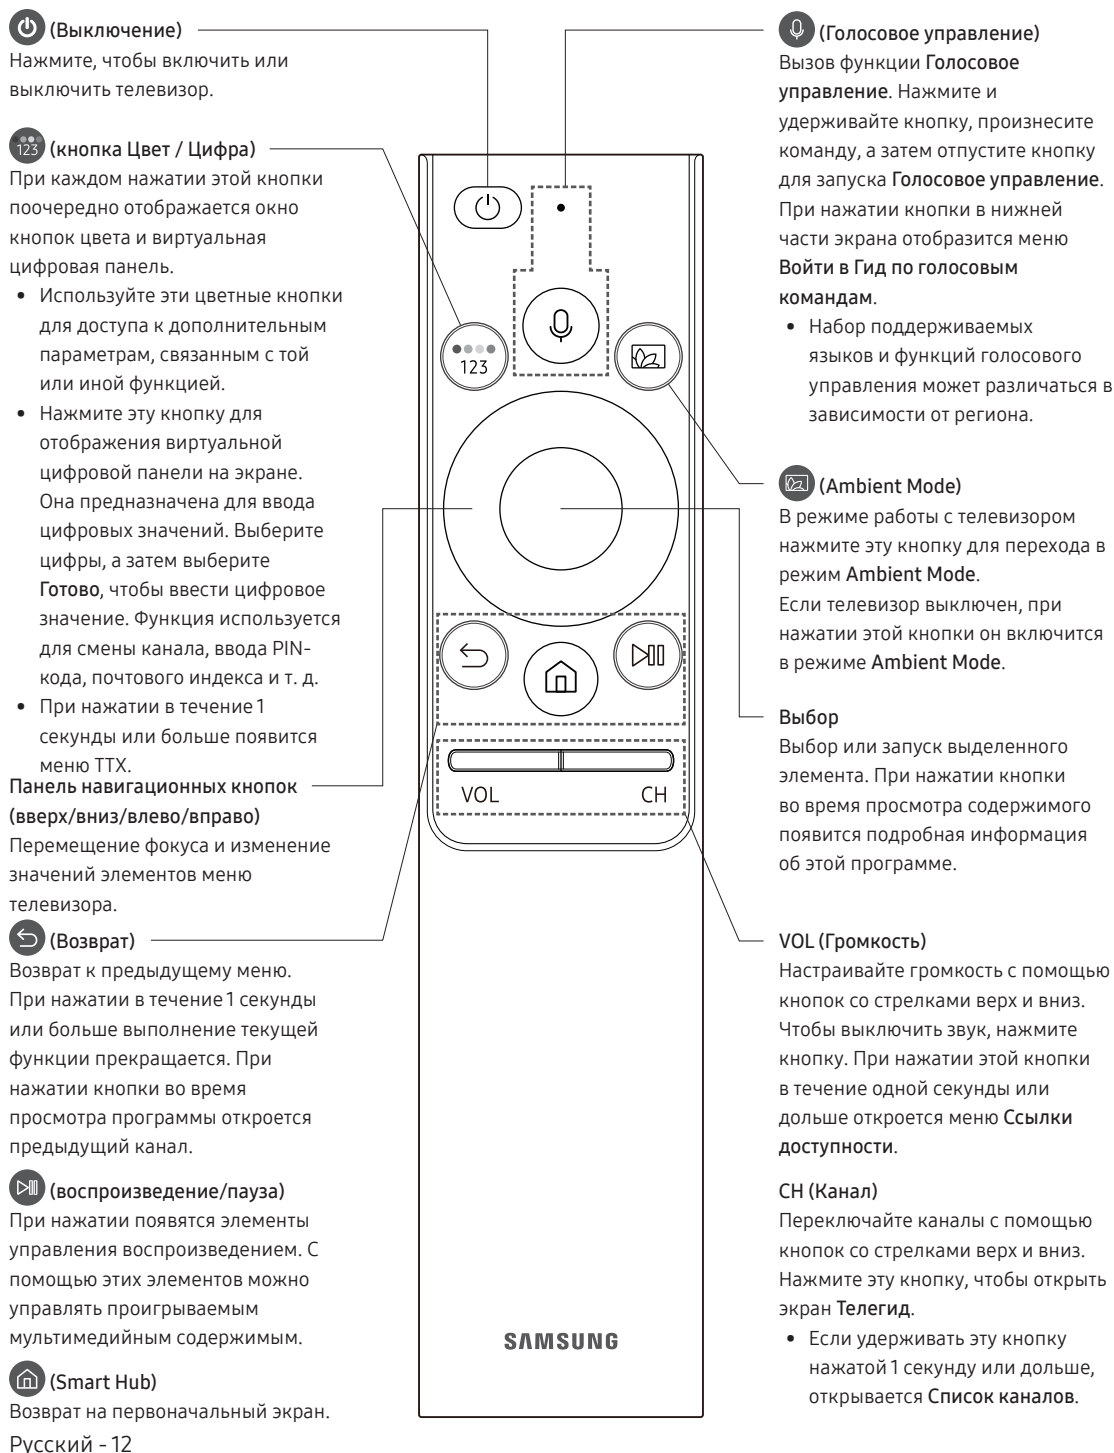 (Выключение)
Нажмите, чтобы включить или
выключить телевизор.
123 (кнопка Цвет / Цифра)
При каждом нажатии этой кнопки
поочередно отображается окно
кнопок цвета и виртуальная
цифровая панель.
• Используйте эти цветные кнопки
для доступа к дополнительным
параметрам, связанным с той
или иной функцией.
• Нажмите эту кнопку для
отображения виртуальной
цифровой панели на экране.
Она предназначена для ввода
цифровых значений. Выберите
цифры, а затем выберите
Готово, чтобы ввести цифровое
значение. Функция используется
для смены канала, ввода PIN-
кода, почтового индекса и т. д.
• При нажатии в течение 1
секунды или больше появится
меню TTX.
Панель навигационных кнопок
(вверх/вниз/влево/вправо)
Перемещение фокуса и изменение
значений элементов меню
телевизора.
(Возврат)
Возврат к предыдущему меню.
При нажатии в течение 1 секунды
или больше выполнение текущей
функции прекращается. При
нажатии кнопки во время
просмотра программы откроется
предыдущий канал.
(воспроизведение/пауза)
При нажатии появятся элементы
управления воспроизведением. С
помощью этих элементов можно
управлять проигрываемым
мультимедийным содержимым.
(Smart Hub)
Возврат на первоначальный экран.
123
VOL CH
SAMSUNG
(Голосовое управление)
Вызов функции Голосовое
управление. Нажмите и
удерживайте кнопку, произнесите
команду, а затем отпустите кнопку
для запуска Голосовое управление.
При нажатии кнопки в нижней
части экрана отобразится меню
Войти в Гид по голосовым
командам.
• Набор поддерживаемых
языков и функций голосового
управления может различаться в
зависимости от региона.
(Ambient Mode)
В режиме работы с телевизором
нажмите эту кнопку для перехода в
режим Ambient Mode.
Если телевизор выключен, при
нажатии этой кнопки он включится
в режиме Ambient Mode.
Выбор
Выбор или запуск выделенного
элемента. При нажатии кнопки
во время просмотра содержимого
появится подробная информация
об этой программе.
VOL (Громкость)
Настраивайте громкость с помощью
кнопок со стрелками верх и вниз.
Чтобы выключить звук, нажмите
кнопку. При нажатии этой кнопки
в течение одной секунды или
дольше откроется меню Ссылки
доступности.
CH (Канал)
Переключайте каналы с помощью
кнопок со стрелками верх и вниз.
Нажмите эту кнопку, чтобы открыть
экран Телегид.
• Если удерживать эту кнопку
нажатой 1 секунду или дольше,
открывается Список каналов.
Русский - 12